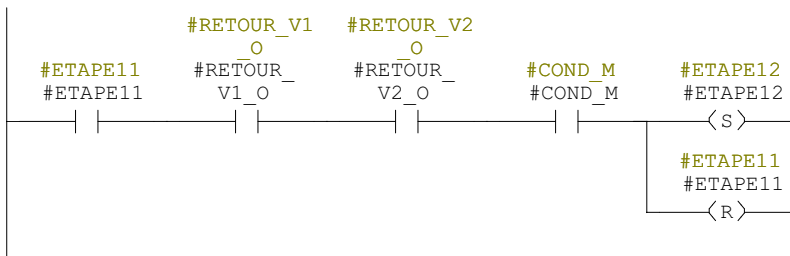 #RETOUR_V1 #RETOUR_V2
_O _O
#ETAPE11 #RETOUR_ #RETOUR_ #COND_M #ETAPE12
#ETAPE11 V1_O V2_O #COND_M #ETAPE12
(S)
#ETAPE11
#ETAPE11
(R)